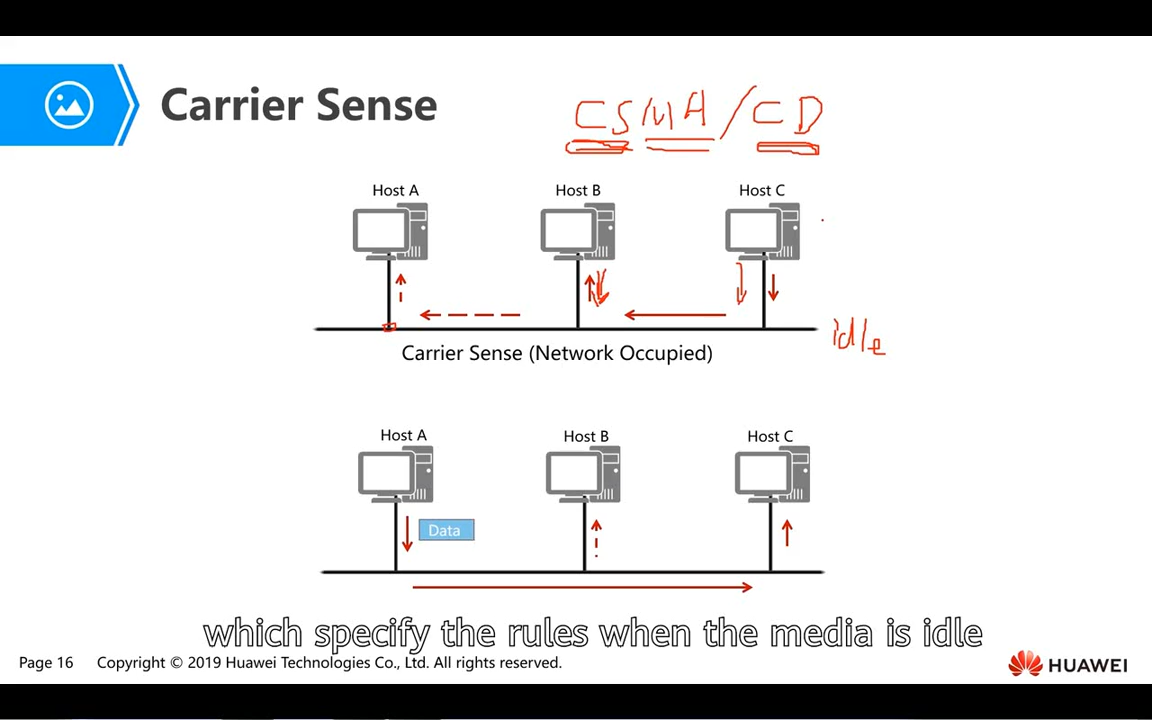 Carrier Sense
CSMA/CD
Host A Host B Host C
idle
Carrier Sense (Network Occupied)
Host A Host B Host C
Data
which specify the rules when the media is idle
Page 16 Copyright © 2019 Huawei Technologies Co., Ltd. All rights reserved.
HUAWEI